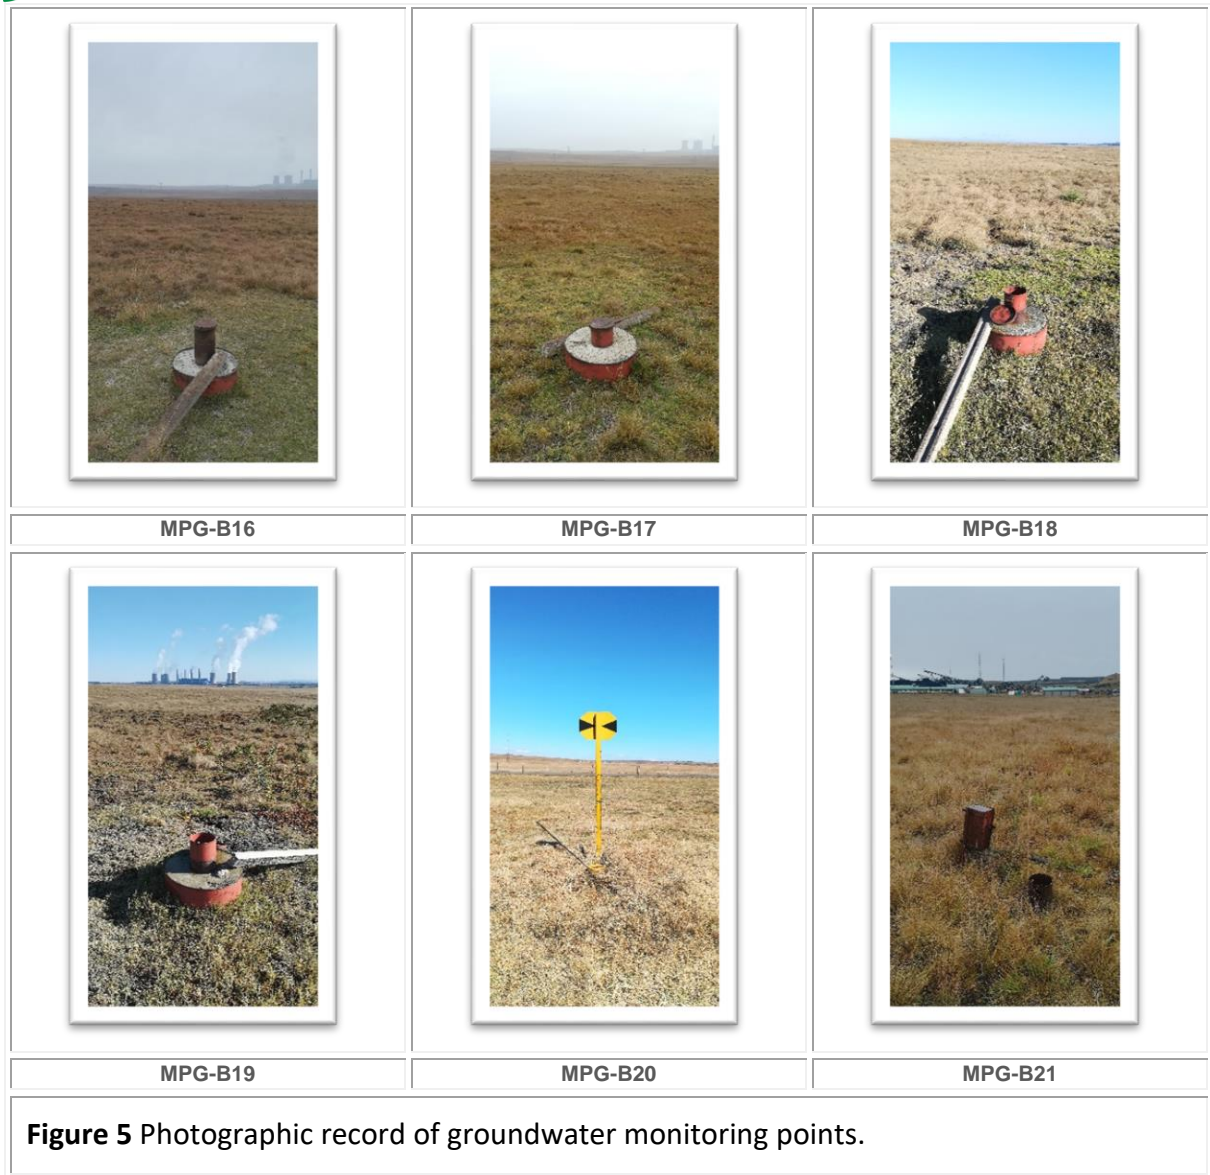 MPG-B16
MPG-B17
MPG-B18
MPG-B19
MPG-B20
MPG-B21
Figure 5 Photographic record of groundwater monitoring points.